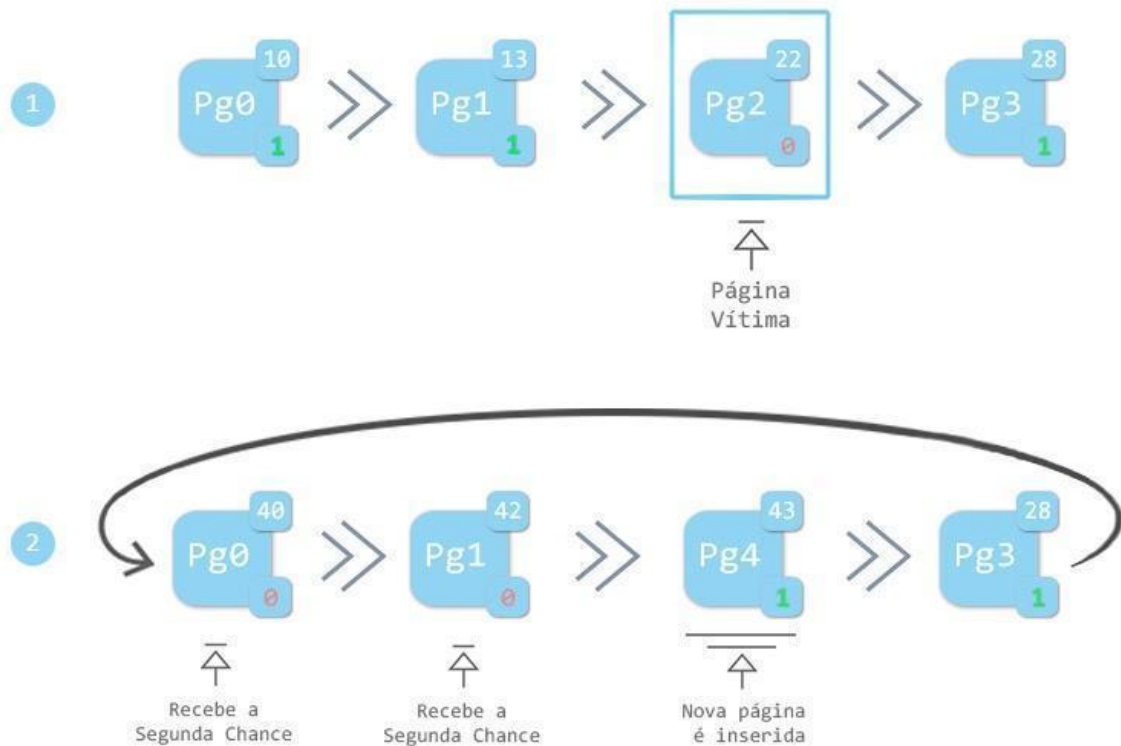 1
10
13
22
28
Pg0
Pg1
Pg2
Pg3
1
1
0
1
Página
Vítima
2
40
42
43
28
Pg0
Pg1
Pg4
Pg3
0
0
1
1
Recebe a
Segunda Chance
Recebe a
Segunda Chance
Nova página
é inserida